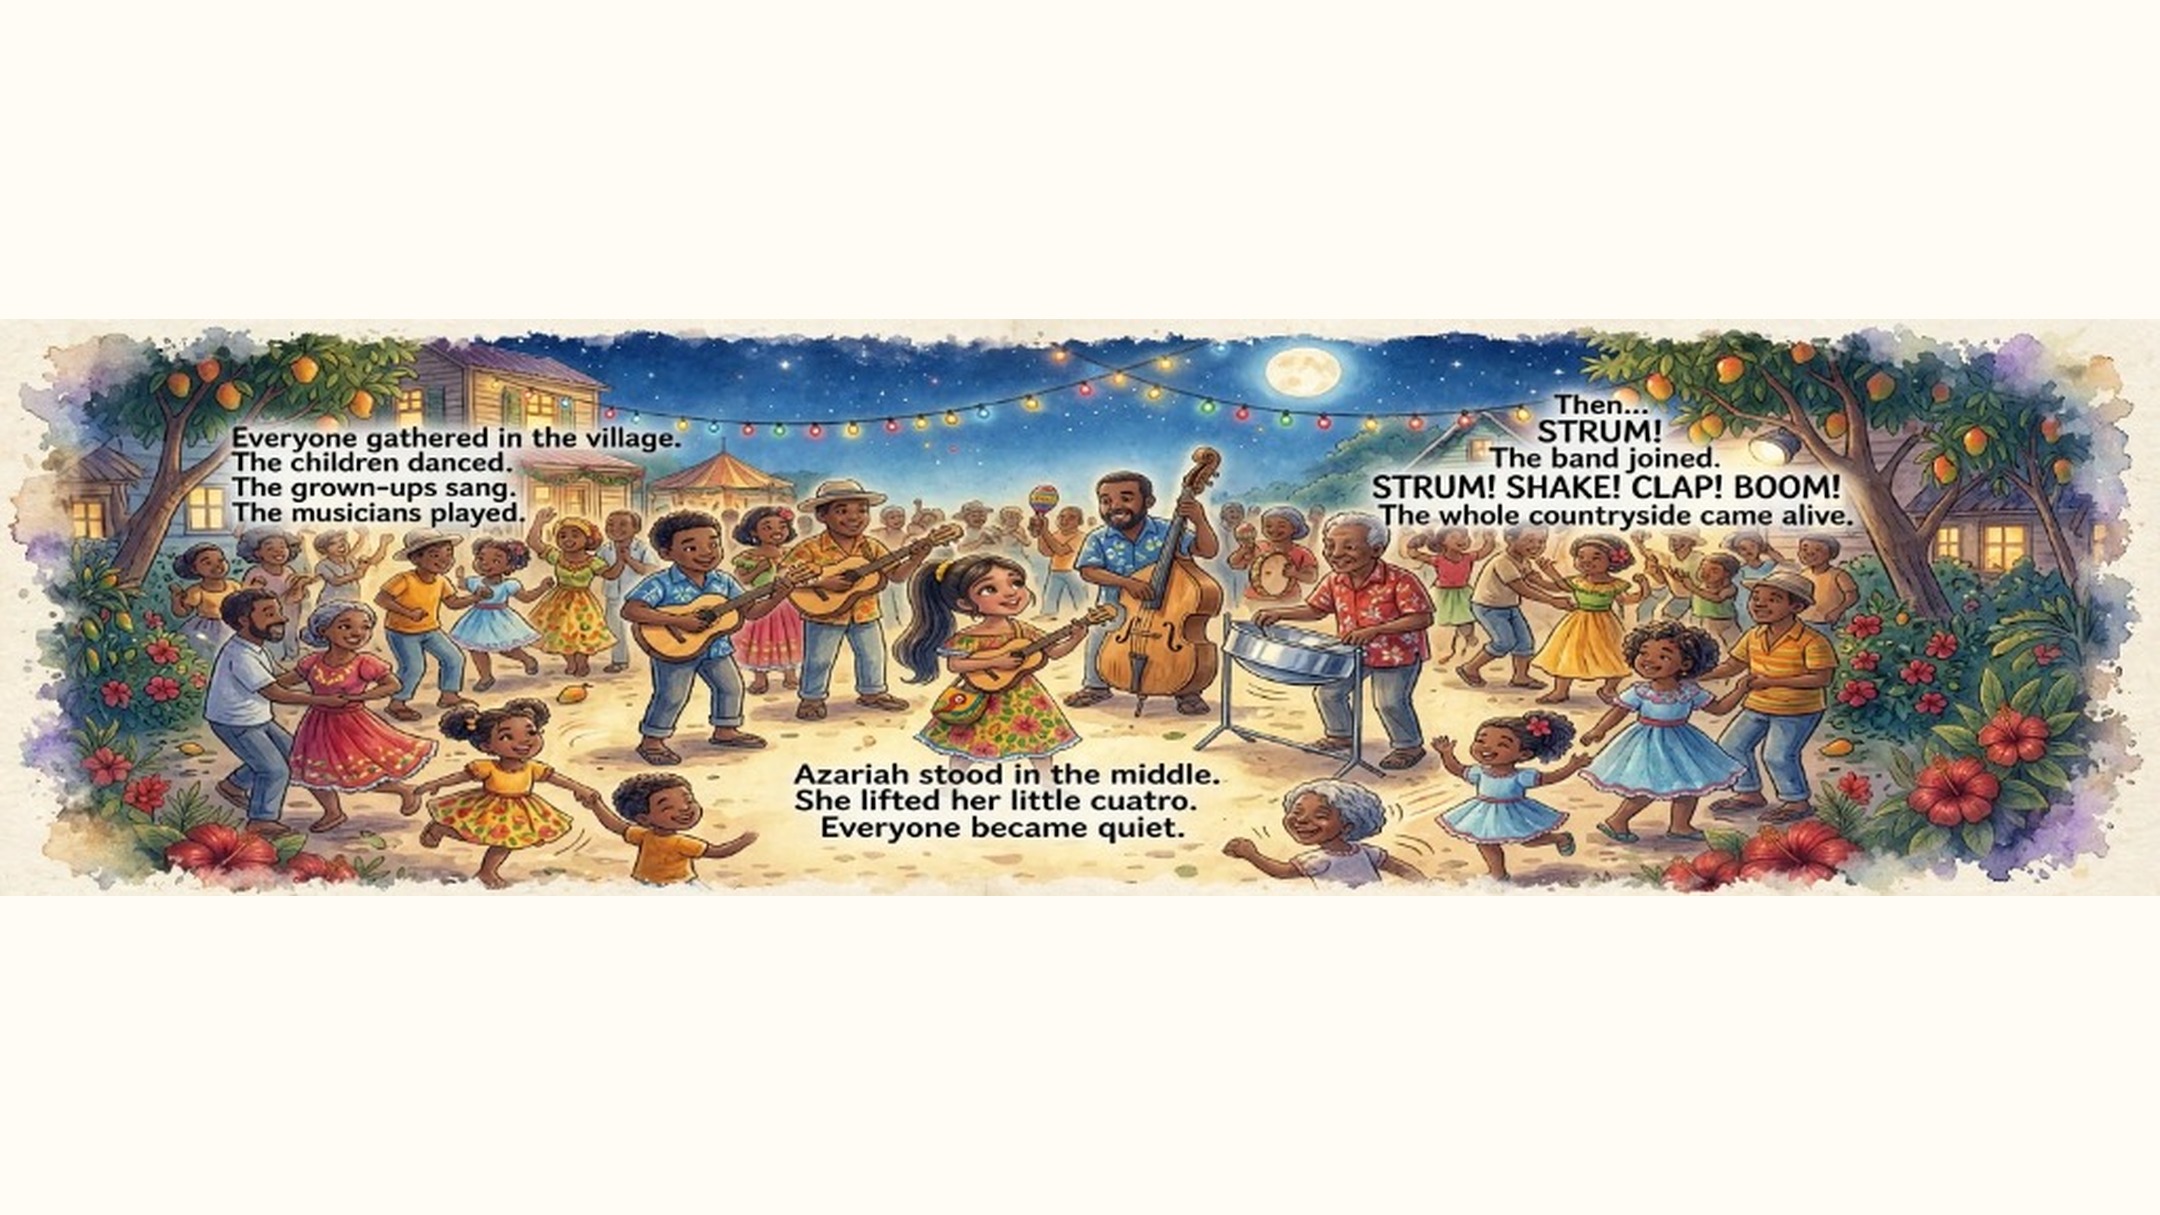 Everyone gathered in the village.
The children danced.
The grown-ups sang.
The musicians played.
Azariah stood in the middle.
She lifted her little cuatro.
Everyone became quiet.
Then...
STRUM!
The band joined.
STRUM! SHAKE! CLAP! BOOM!
The whole countryside came alive.